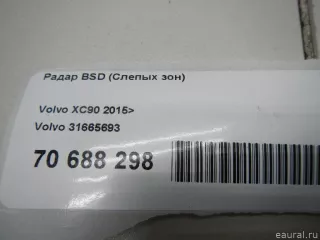 Радар BSD (Слепых зон)
Volvo XC90 2015>
Volvo 31665693
70 688 298
eaural.ru